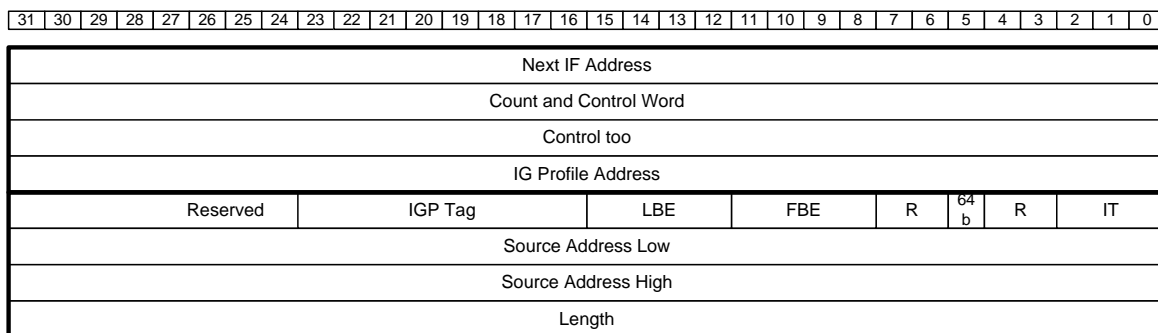 31 30 29 28 27 26 25 24 23 22 21 20 19 18 17 16 15 14 13 12 11 10 9 8 7 6 5 4 3 2 1 0
Next IF Address
Count and Control Word
Control too
IG Profile Address
Reserved IGP Tag LBE FBE R 64 b R IT
Source Address Low
Source Address High
Length